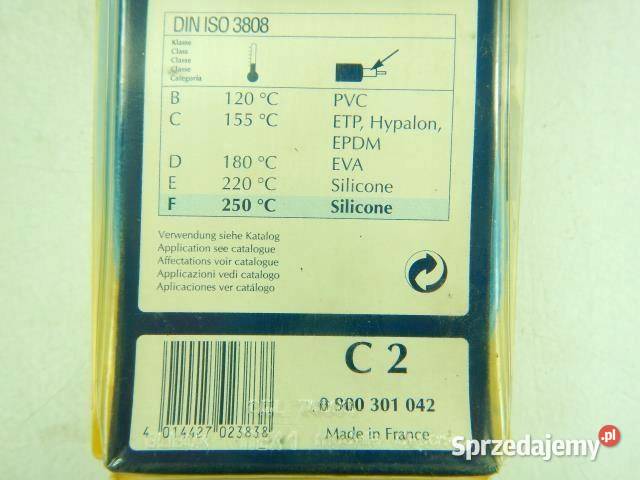 DIN ISO 3808
Klasse
Class
Classe
Classe
Categoría
B 120 °C PVC
C 155 °C ETP, Hypalon,
EPDM
D 180 °C EVA
E 220 °C Silicone
F 250 °C Silicone
Verwendung siehe Katalog
Application see catalogue
Affectations voir catalogue
Applicazioni vedi catalogo
Aplicaciones ver catálogo
C 2
0 800 301 042
4 014427 023838
Made in France
Sprzedajemy.pl